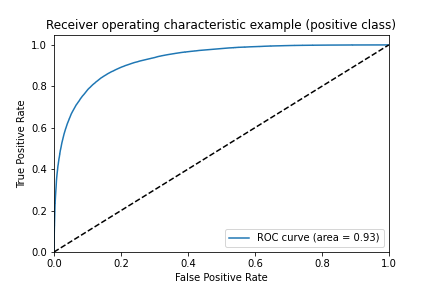 Receiver operating characteristic example (positive class)
1.0
0.8
0.6
0.4
0.2
0.0
True Positive Rate
ROC curve (area = 0.93)
0.0 0.2 0.4 0.6 0.8 1.0
False Positive Rate